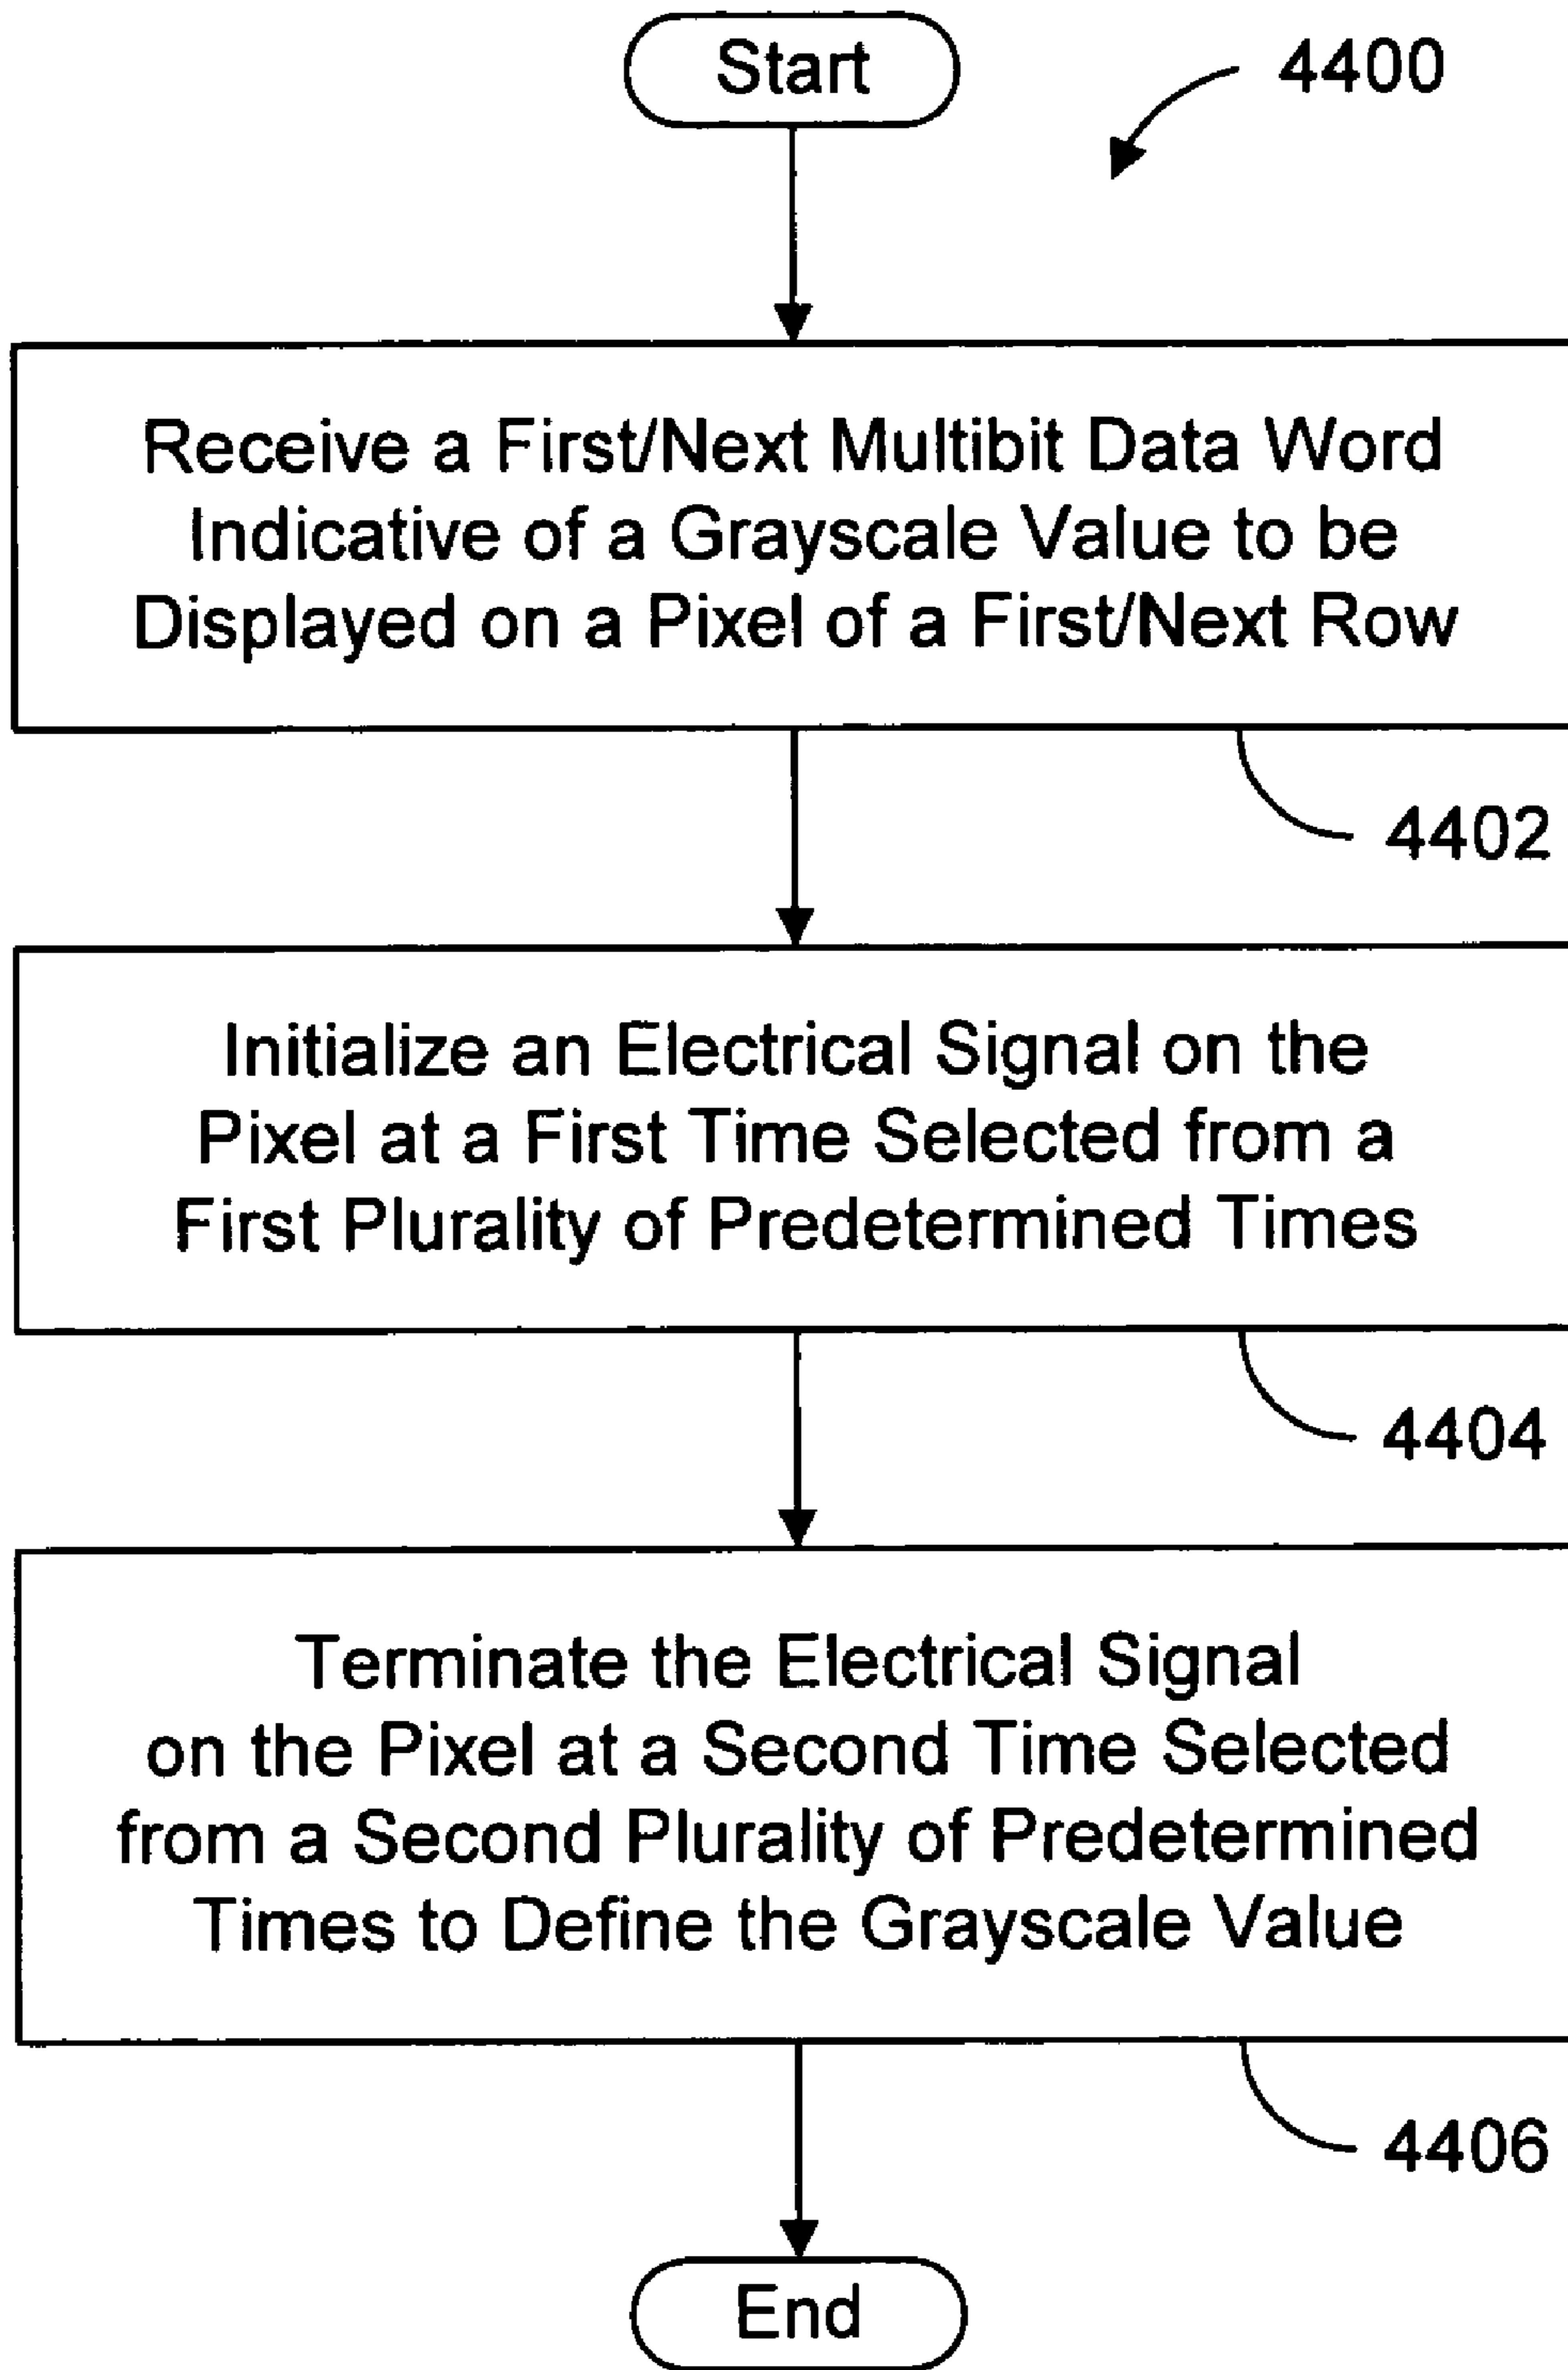 Start
4400
Receive a First/Next Multibit Data Word
Indicative of a Grayscale Value to be
Displayed on a Pixel of a First/Next Row
4402
Initialize an Electrical Signal on the
Pixel at a First Time Selected from a
First Plurality of Predetermined Times
4404
Terminate the Electrical Signal
on the Pixel at a Second Time Selected
from a Second Plurality of Predetermined
Times to Define the Grayscale Value
4406
End